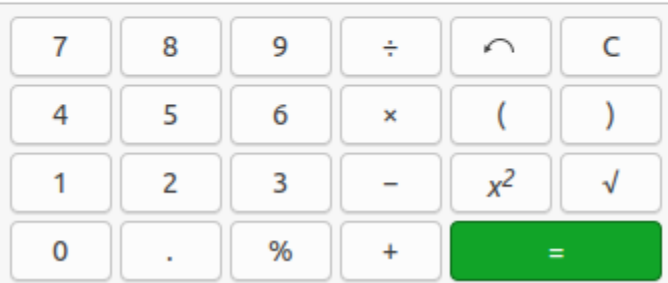 7 8 9 ÷ ↶ C
4 5 6 × ( )
1 2 3 − x² √
0 . % + =